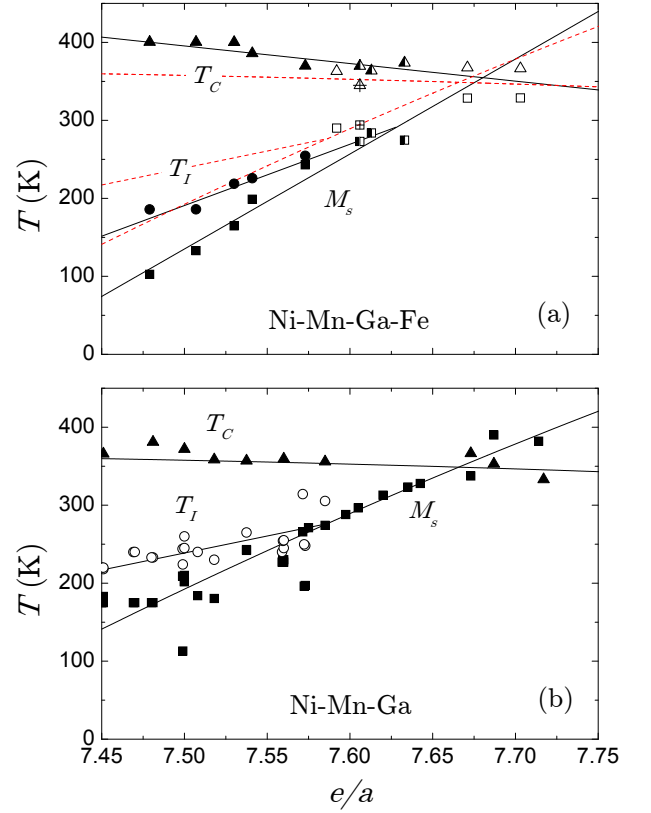 400
300
200
100
0
T (K)
T_C
T_I
M_s
Ni-Mn-Ga-Fe
(a)
400
300
200
100
0
T (K)
T_C
T_I
M_s
Ni-Mn-Ga
(b)
7.45 7.50 7.55 7.60 7.65 7.70 7.75
e/a